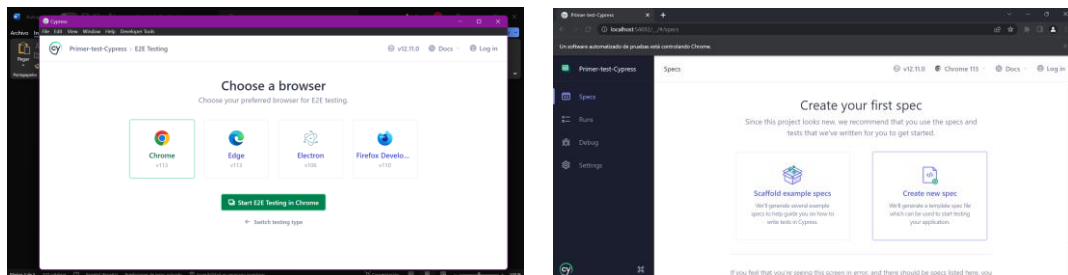 Cypress
Archivo
File Edit View Window Help Developer Tools
Primer-test-Cypress > E2E Testing
v12.11.0 Docs Log in
Pegar
Choose a browser
Choose your preferred browser for E2E testing.
Chrome
v113
Edge
v113
Electron
v106
Firefox Develo...
v110
Start E2E Testing in Chrome
← Switch testing type
Primer-test-Cypress
localhost
/__/#/specs
Un software automatizado de pruebas está controlando Chrome.
Primer-test-Cypress
Specs
v12.11.0 Chrome 113 Docs Log in
Specs
Runs
Debug
Settings
Create your first spec
Since this project looks new, we recommend that you use the specs and
tests that we've written for you to get started.
Scaffold example specs
We'll generate several example
specs to help guide you on how to
write tests in Cypress.
Create new spec
We'll generate a template spec file
which can be used to start testing
your application.
If you feel that you're seeing this screen in error, and there should be specs listed here, you